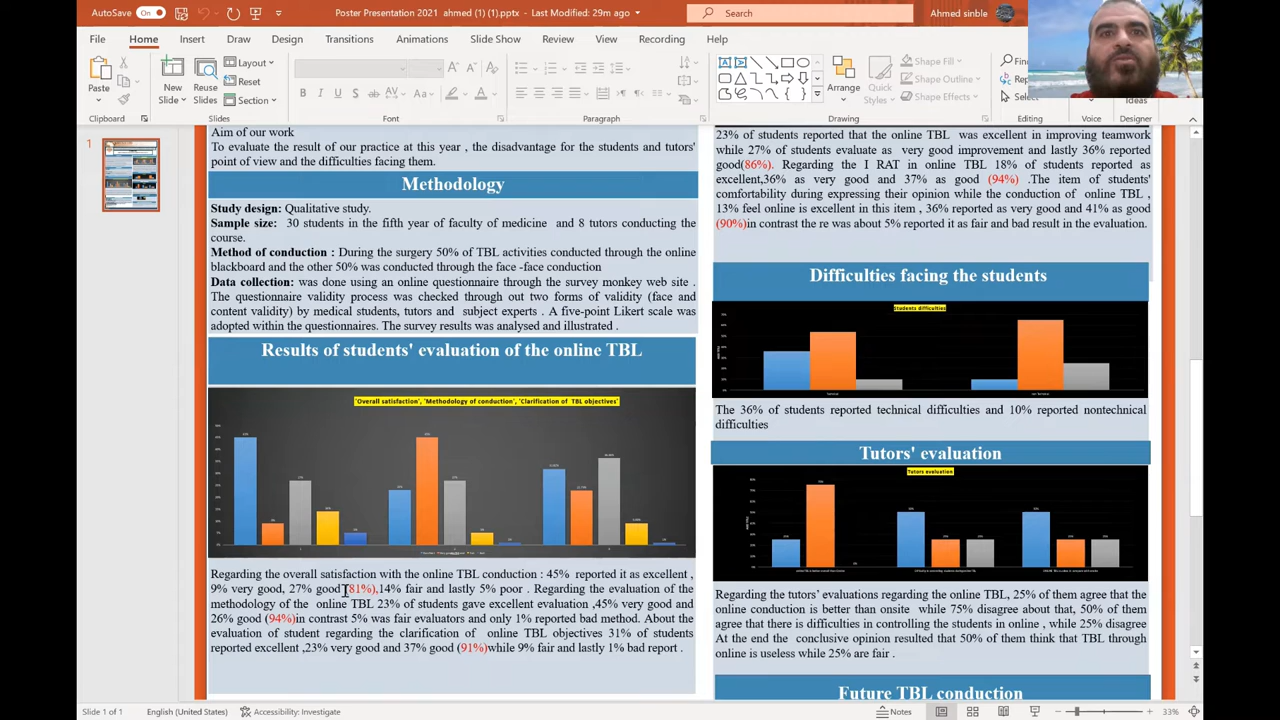 AutoSave On
Poster Presentation 2021 ahmed (1) (1).pptx • Last Modified: 29m ago
Search
Ahmed sinble
File Home Insert Draw Design Transitions Animations Slide Show Review View Recording Help
Paste
New Slide
Reuse Slides
Layout
Reset
Section
Arrange
Quick Styles
Shape Fill
Shape Outline
Shape Effects
Select
Ideas
Clipboard Slides Font Paragraph Drawing Editing Voice Designer
1
Aim of our work
To evaluate the result of our practice at this year , the disadvantage for the students and tutors'
point of view and the difficulties facing them.
Methodology
Study design: Qualitative study.
Sample size: 30 students in the fifth year of faculty of medicine and 8 tutors conducting the
course.
Method of conduction : During the surgery 50% of TBL activities conducted through the online
blackboard and the other 50% was conducted through the face -face conduction
Data collection: was done using an online questionnaire through the survey monkey web site .
The questionnaire validity process was checked through out two forms of validity (face and
content validity) by medical students, tutors and subject experts . A five-point Likert scale was
adopted within the questionnaires. The survey results was analysed and illustrated .
Results of students' evaluation of the online TBL
'Overall satisfaction', 'Methodology of conduction', 'Clarification of TBL objectives'
Regarding the overall satisfaction with the online TBL conduction : 45% reported it as excellent ,
9% very good, 27% good (81%),14% fair and lastly 5% poor . Regarding the evaluation of the
methodology of the online TBL 23% of students gave excellent evaluation ,45% very good and
26% good (94%)in contrast 5% was fair evaluators and only 1% reported bad method. About the
evaluation of student regarding the clarification of online TBL objectives 31% of students
reported excellent ,23% very good and 37% good (91%)while 9% fair and lastly 1% bad report .
23% of students reported that the online TBL was excellent in improving teamwork
while 27% of students evaluate as very good improvement and lastly 36% reported
good(86%). Regarding the I RAT in online TBL 18% of students reported as
excellent,36% as very good and 37% as good (94%) .The item of students'
comfortability during expressing their opinion while the conduction of online TBL ,
13% feel online is excellent in this item , 36% reported as very good and 41% as good
(90%)in contrast the re was about 5% reported it as fair and bad result in the evaluation.
Difficulties facing the students
Students difficulties
The 36% of students reported technical difficulties and 10% reported nontechnical
difficulties
Tutors' evaluation
Tutors evaluation
Regarding the tutors' evaluations regarding the online TBL, 25% of them agree that the
online conduction is better than onsite while 75% disagree about that, 50% of them
agree that there is difficulties in controlling the students in online , while 25% disagree
At the end the conclusive opinion resulted that 50% of them think that TBL through
online is useless while 25% are fair .
Future TBL conduction
Slide 1 of 1 English (United States) Accessibility: Investigate Notes 33%